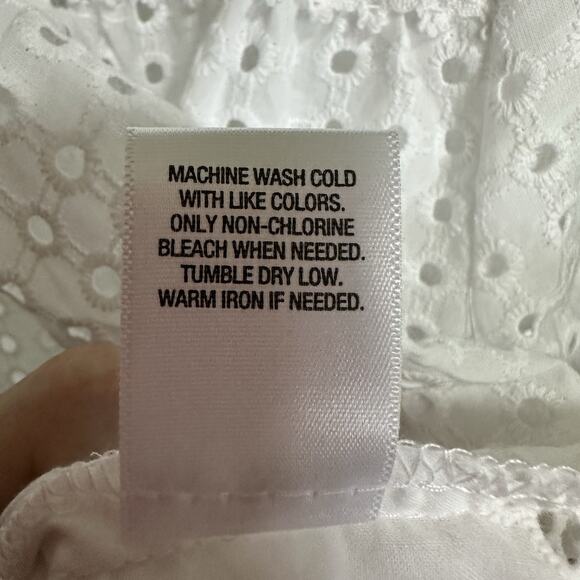 MACHINE WASH COLD
WITH LIKE COLORS.
ONLY NON-CHLORINE
BLEACH WHEN NEEDED.
TUMBLE DRY LOW.
WARM IRON IF NEEDED.